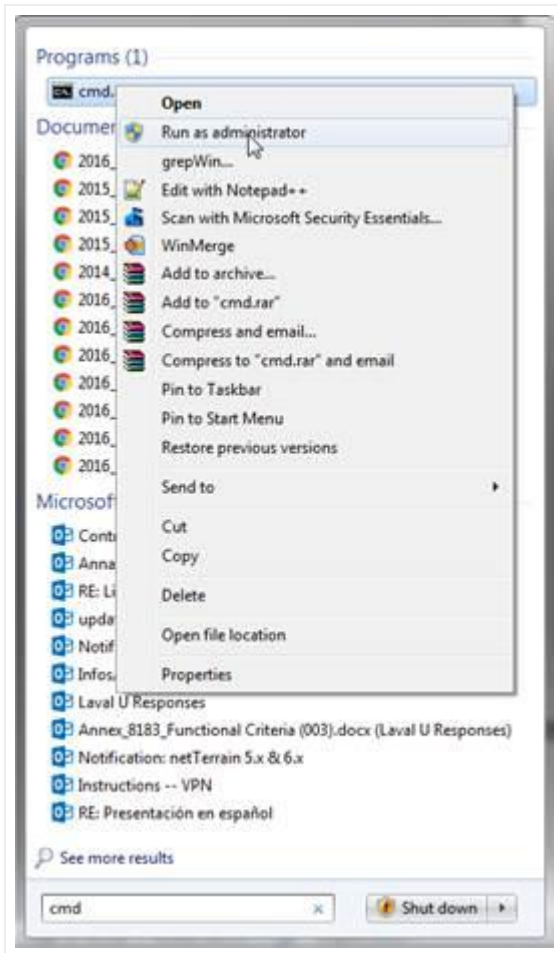 Programs (1)
cmd.
Open
Documen
Run as administrator
2016_
grepWin...
2015_
Edit with Notepad++
2015_
Scan with Microsoft Security Essentials...
2015_
WinMerge
2014_
Add to archive...
2016_
Add to "cmd.rar"
2016_
Compress and email...
2016_
Compress to "cmd.rar" and email
2016_
Pin to Taskbar
2016_
Pin to Start Menu
2016_
Restore previous versions
2016_
Send to
Microsof
Cut
Conti
Copy
Anna
RE: Li
Delete
upda
Notif
Open file location
Infos.
Properties
Laval U Responses
Annex_8183_Functional Criteria (003).docx (Laval U Responses)
Notification: netTerrain 5.x & 6.x
Instructions -- VPN
RE: Presentación en español
See more results
cmd
Shut down